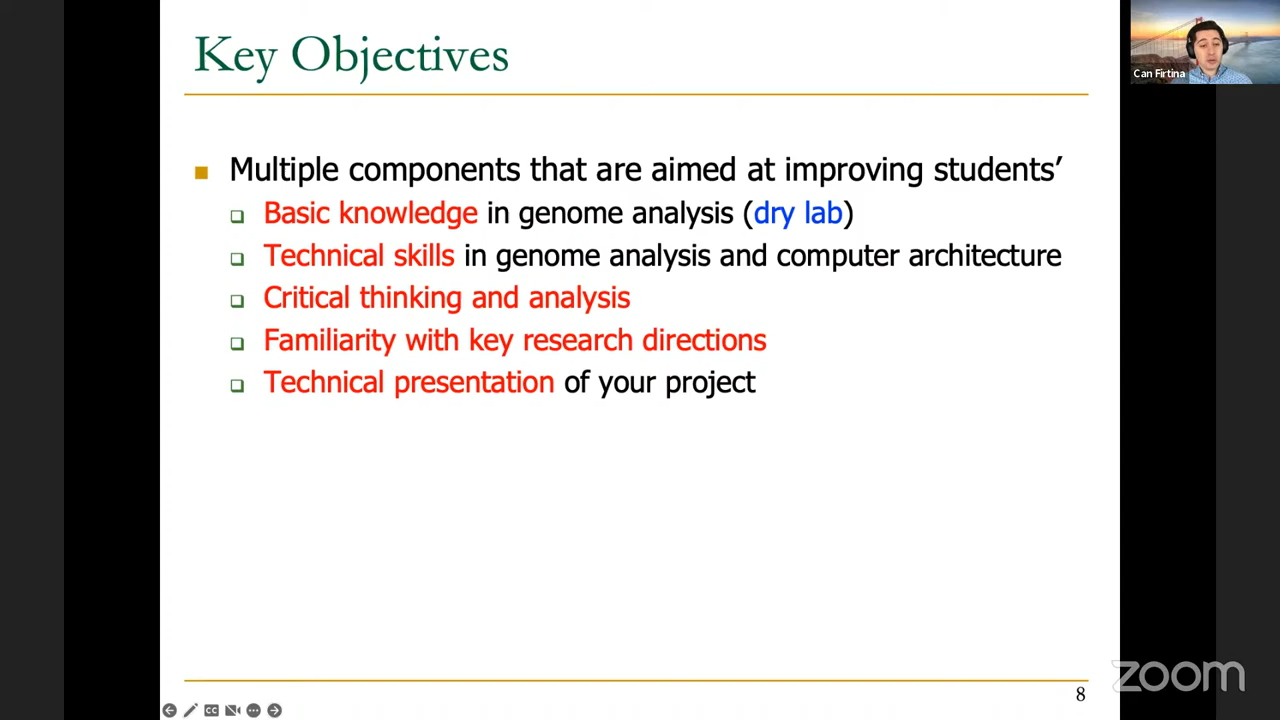 Key Objectives
Can Firtina
Multiple components that are aimed at improving students’
Basic knowledge in genome analysis (dry lab)
Technical skills in genome analysis and computer architecture
Critical thinking and analysis
Familiarity with key research directions
Technical presentation of your project
8
zoom
CC